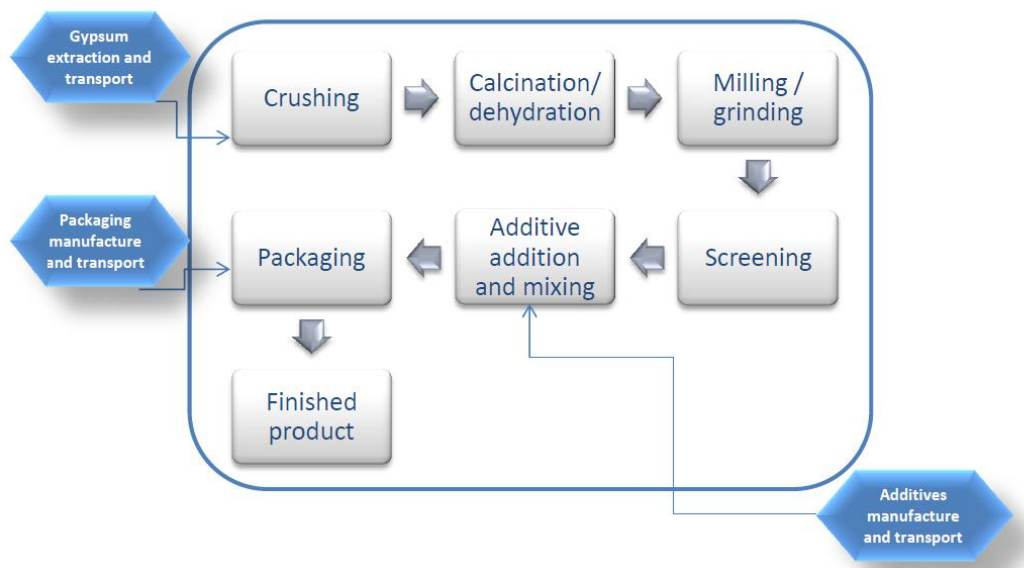 Gypsum
extraction and
transport
Crushing
Calcination/
dehydration
Milling /
grinding
Packaging
manufacture
and transport
Packaging
Additive
addition
and mixing
Screening
Finished
product
Additives
manufacture
and transport